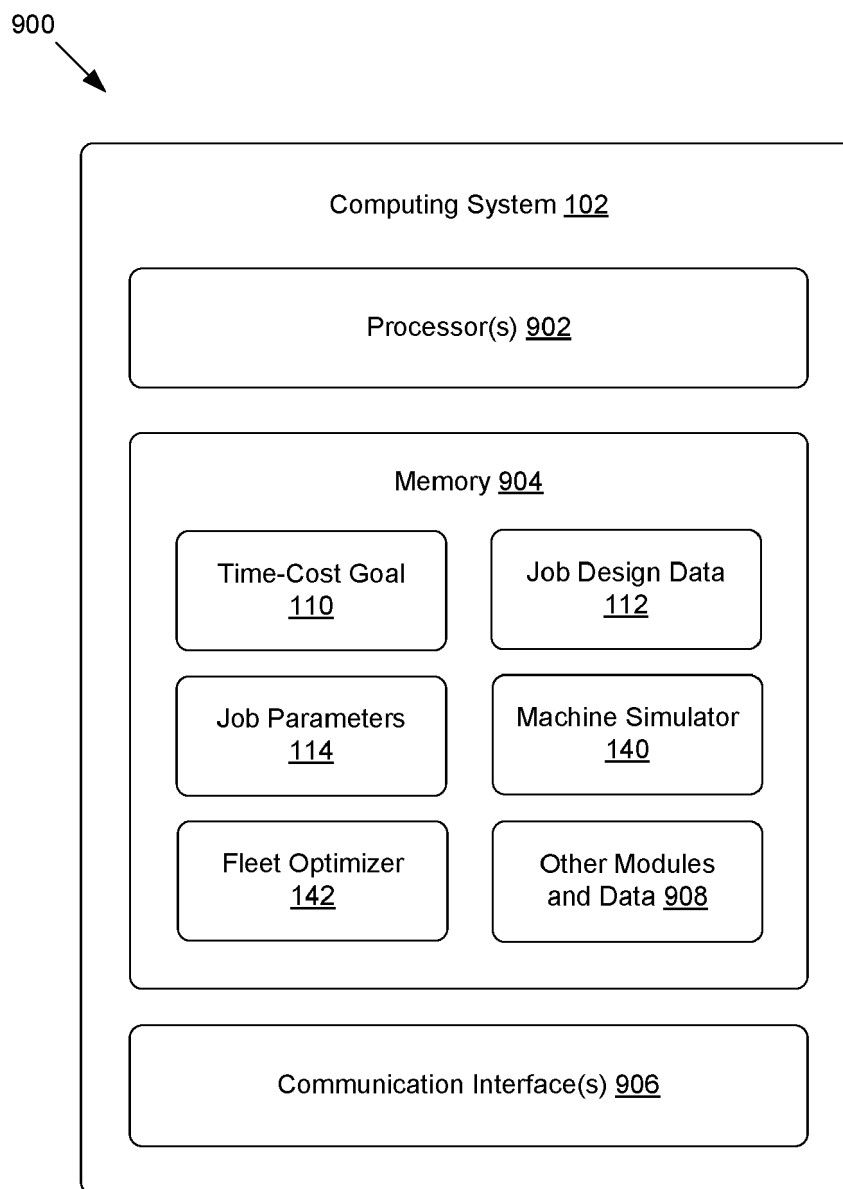 900
Computing System 102
Processor(s) 902
Memory 904
Time-Cost Goal
110
Job Design Data
112
Job Parameters
114
Machine Simulator
140
Fleet Optimizer
142
Other Modules
and Data 908
Communication Interface(s) 906